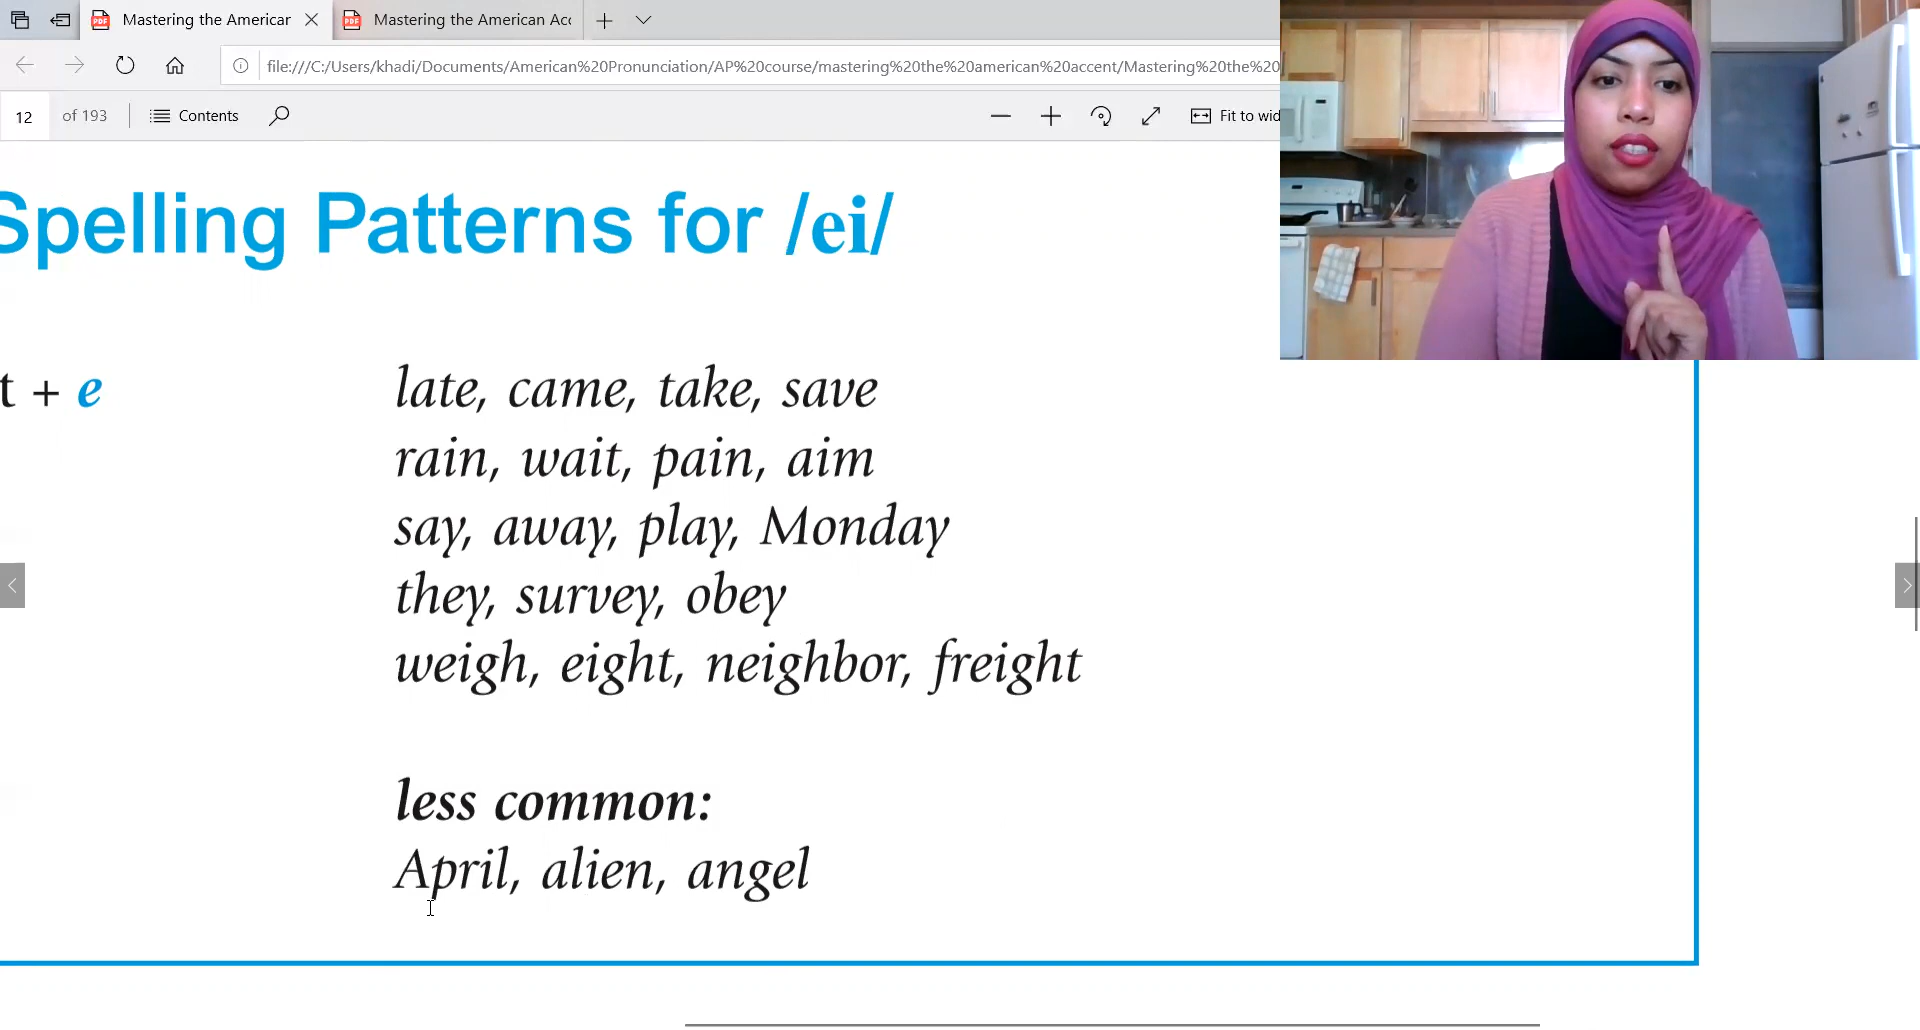 Mastering the American
Mastering the American Acc
file:///C:/Users/khadi/Documents/American%20Pronunciation/AP%20course/mastering%20the%20american%20accent/Mastering%20the%20
12 of 193 Contents Fit to wid
Spelling Patterns for /ei/
t + e late, came, take, save
rain, wait, pain, aim
say, away, play, Monday
they, survey, obey
weigh, eight, neighbor, freight
less common:
April, alien, angel